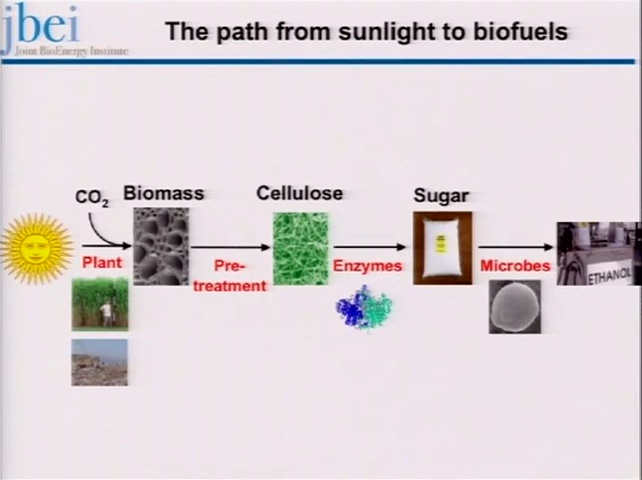 jbei
Joint BioEnergy Institute
The path from sunlight to biofuels
CO2
Biomass
Cellulose
Sugar
Plant
Pre-
treatment
Enzymes
Microbes
ETHANOL